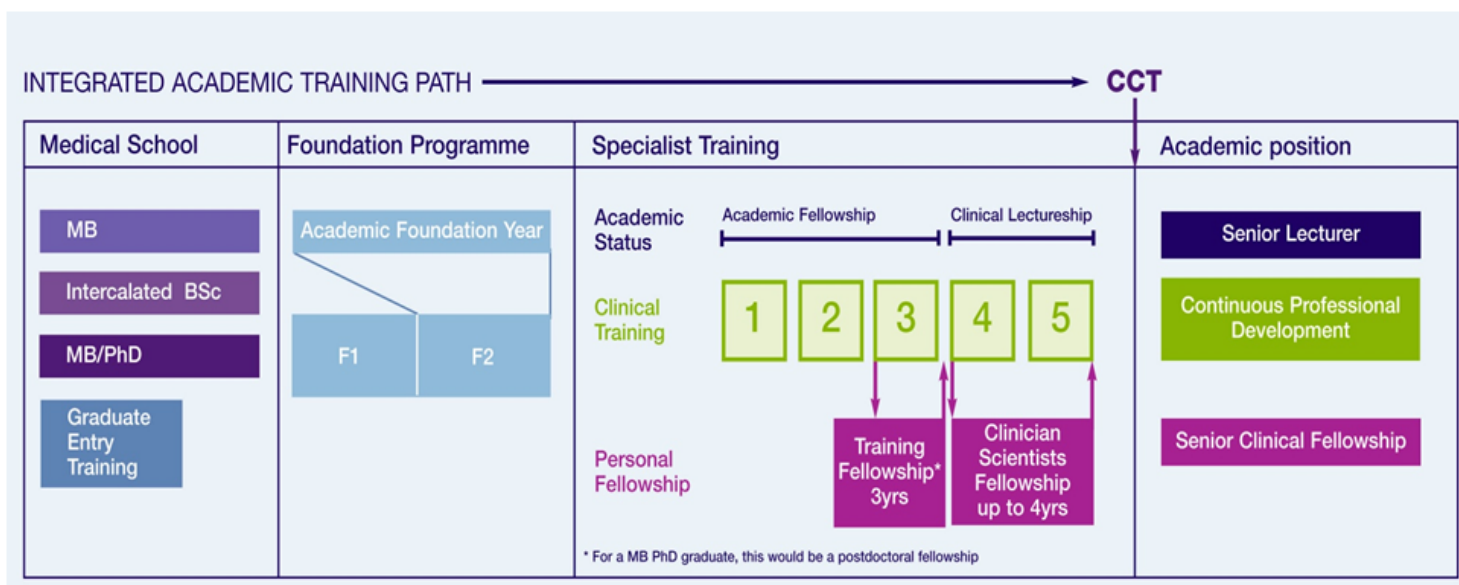 INTEGRATED ACADEMIC TRAINING PATH
CCT
Medical School
Foundation Programme
Specialist Training
Academic position
MB
Intercalated BSc
MB/PhD
Graduate
Entry
Training
Academic Foundation Year
F1
F2
Academic
Status
Academic Fellowship
Clinical Lectureship
Clinical
Training
1
2
3
4
5
Personal
Fellowship
Training
Fellowship*
3yrs
Clinician
Scientists
Fellowship
up to 4yrs
* For a MB PhD graduate, this would be a postdoctoral fellowship
Senior Lecturer
Continuous Professional
Development
Senior Clinical Fellowship